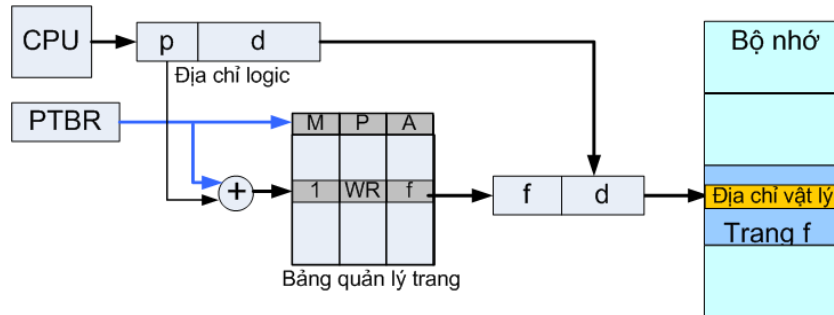 CPU
p
d
Địa chỉ logic
Bộ nhớ
PTBR
M
P
A
+
1
WR
f
f
d
Địa chỉ vật lý
Trang f
Bảng quản lý trang